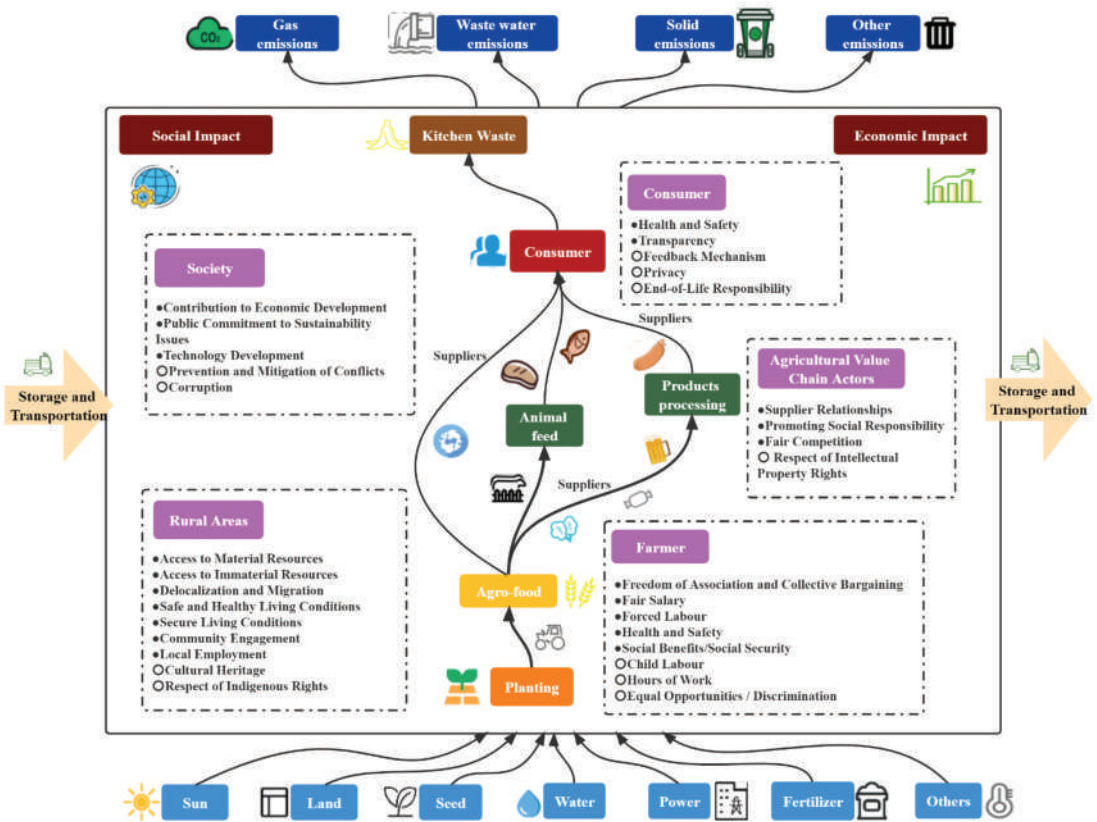 Gas
emissions
Waste water
emissions
Solid
emissions
Other
emissions
CO₂
Social Impact
Kitchen Waste
Economic Impact
Consumer
●Health and Safety
●Transparency
○Feedback Mechanism
○Privacy
○End-of-Life Responsibility
Consumer
Society
●Contribution to Economic Development
●Public Commitment to Sustainability
Issues
●Technology Development
○Prevention and Mitigation of Conflicts
○Corruption
Suppliers
Suppliers
Storage and
Transportation
Storage and
Transportation
Products
processing
Agricultural Value
Chain Actors
●Supplier Relationships
●Promoting Social Responsibility
●Fair Competition
○ Respect of Intellectual
Property Rights
Animal
feed
Suppliers
Rural Areas
●Access to Material Resources
●Access to Immaterial Resources
●Delocalization and Migration
●Safe and Healthy Living Conditions
●Secure Living Conditions
●Community Engagement
●Local Employment
○Cultural Heritage
○Respect of Indigenous Rights
Farmer
●Freedom of Association and Collective Bargaining
●Fair Salary
●Forced Labour
●Health and Safety
●Social Benefits/Social Security
○Child Labour
○Hours of Work
○Equal Opportunities / Discrimination
Agro-food
Planting
Sun
Land
Seed
Water
Power
Fertilizer
Others